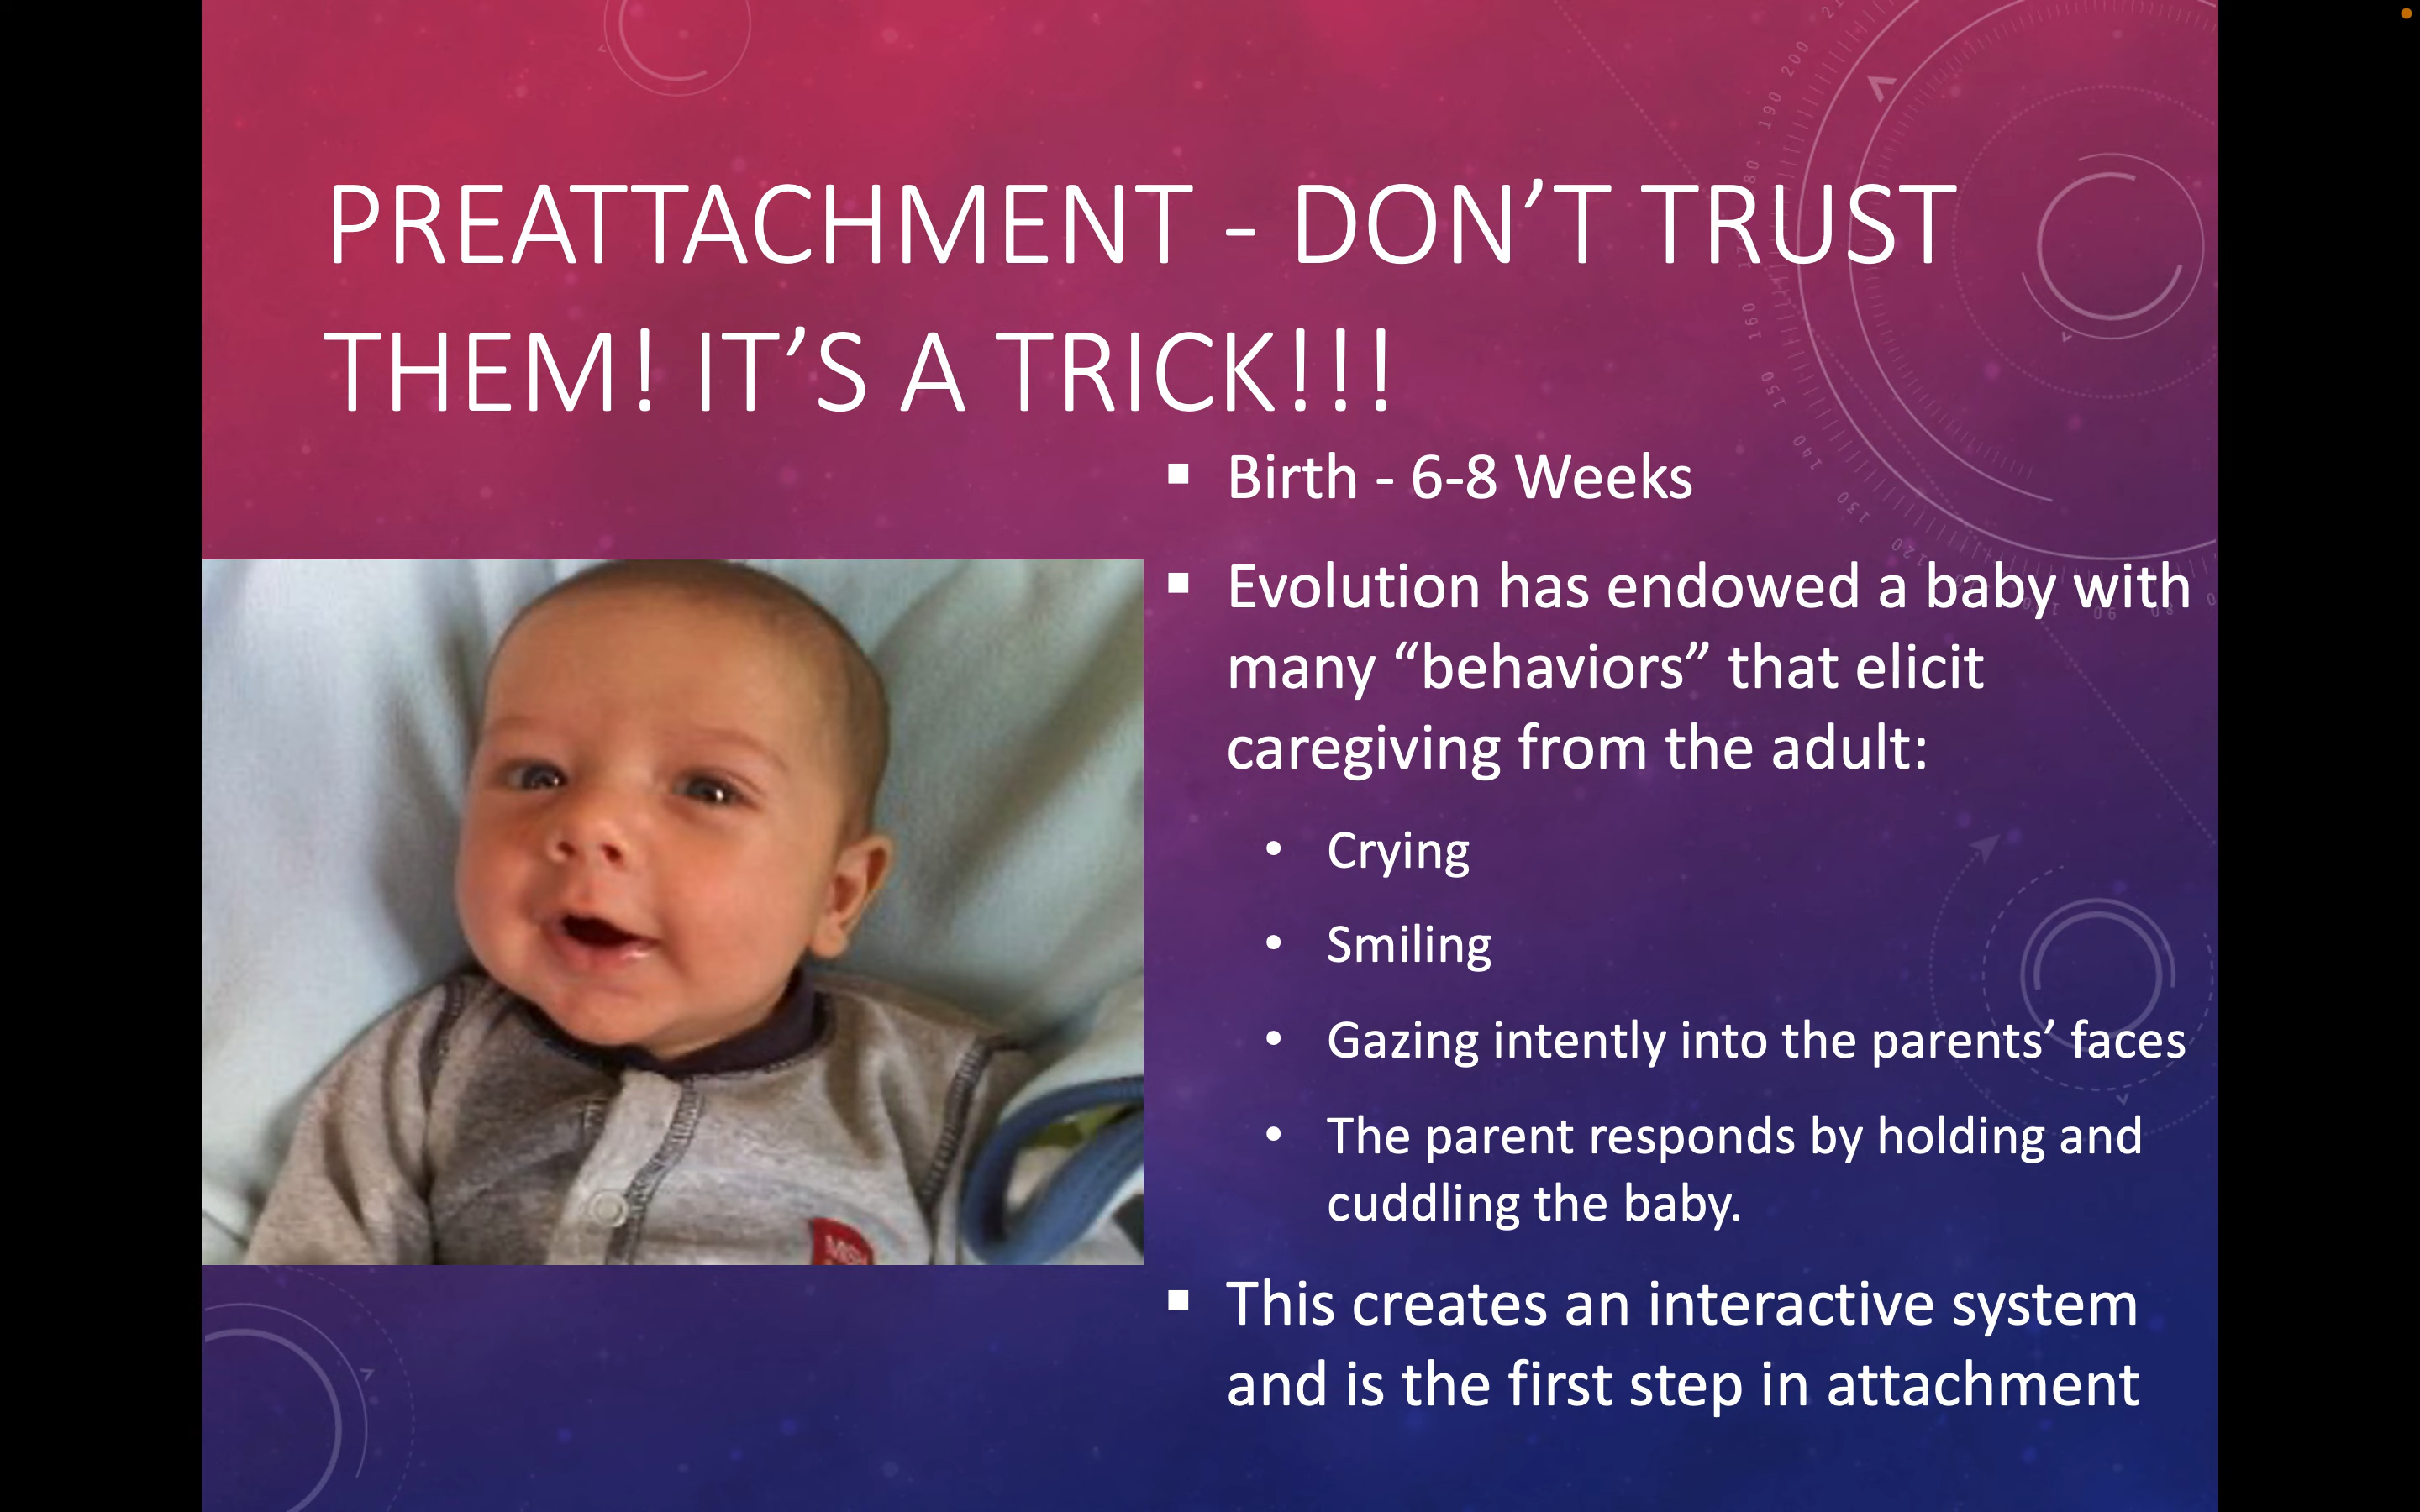 PREATTACHMENT - DON’T TRUST
THEM! IT’S A TRICK!!!
▪ Birth - 6-8 Weeks
▪ Evolution has endowed a baby with
many “behaviors” that elicit
caregiving from the adult:
• Crying
• Smiling
• Gazing intently into the parents’ faces
• The parent responds by holding and
cuddling the baby.
▪ This creates an interactive system
and is the first step in attachment